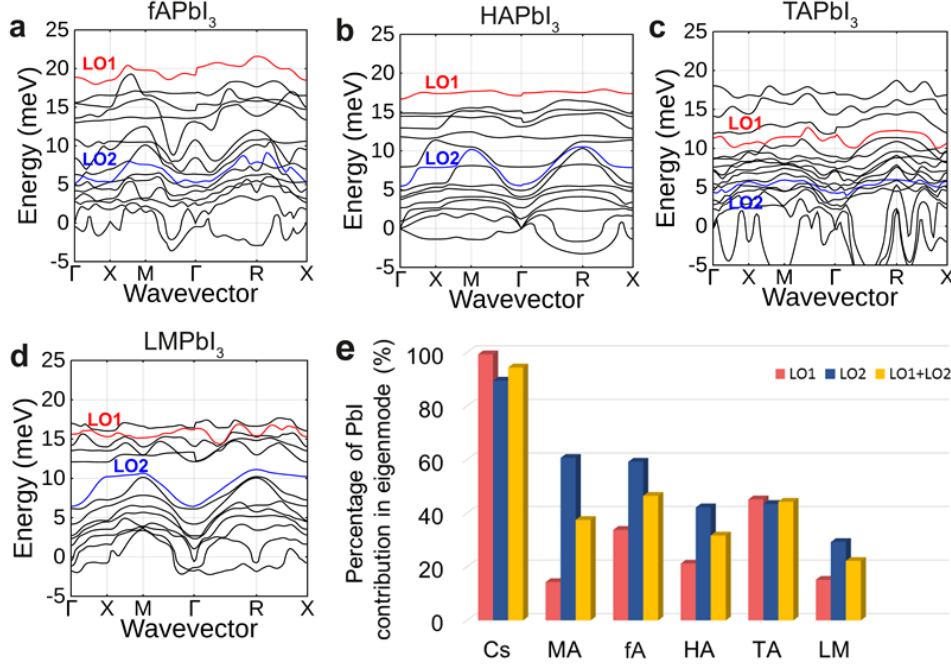 a
fAPbI₃
Energy (meV)
25
20
15
10
5
0
-5
LO1
LO2
Γ X M Γ R X
Wavevector
b
HAPbI₃
Energy (meV)
25
20
15
10
5
0
-5
LO1
LO2
Γ X M Γ R X
Wavevector
c
TAPbI₃
Energy (meV)
25
20
15
10
5
0
-5
LO1
LO2
Γ X M Γ R X
Wavevector
d
LMPbI₃
Energy (meV)
25
20
15
10
5
0
-5
LO1
LO2
Γ X M Γ R X
Wavevector
e
Percentage of PbI
contribution in eigenmode (%)
100
80
60
40
20
0
LO1 LO2 LO1+LO2
Cs MA fA HA TA LM